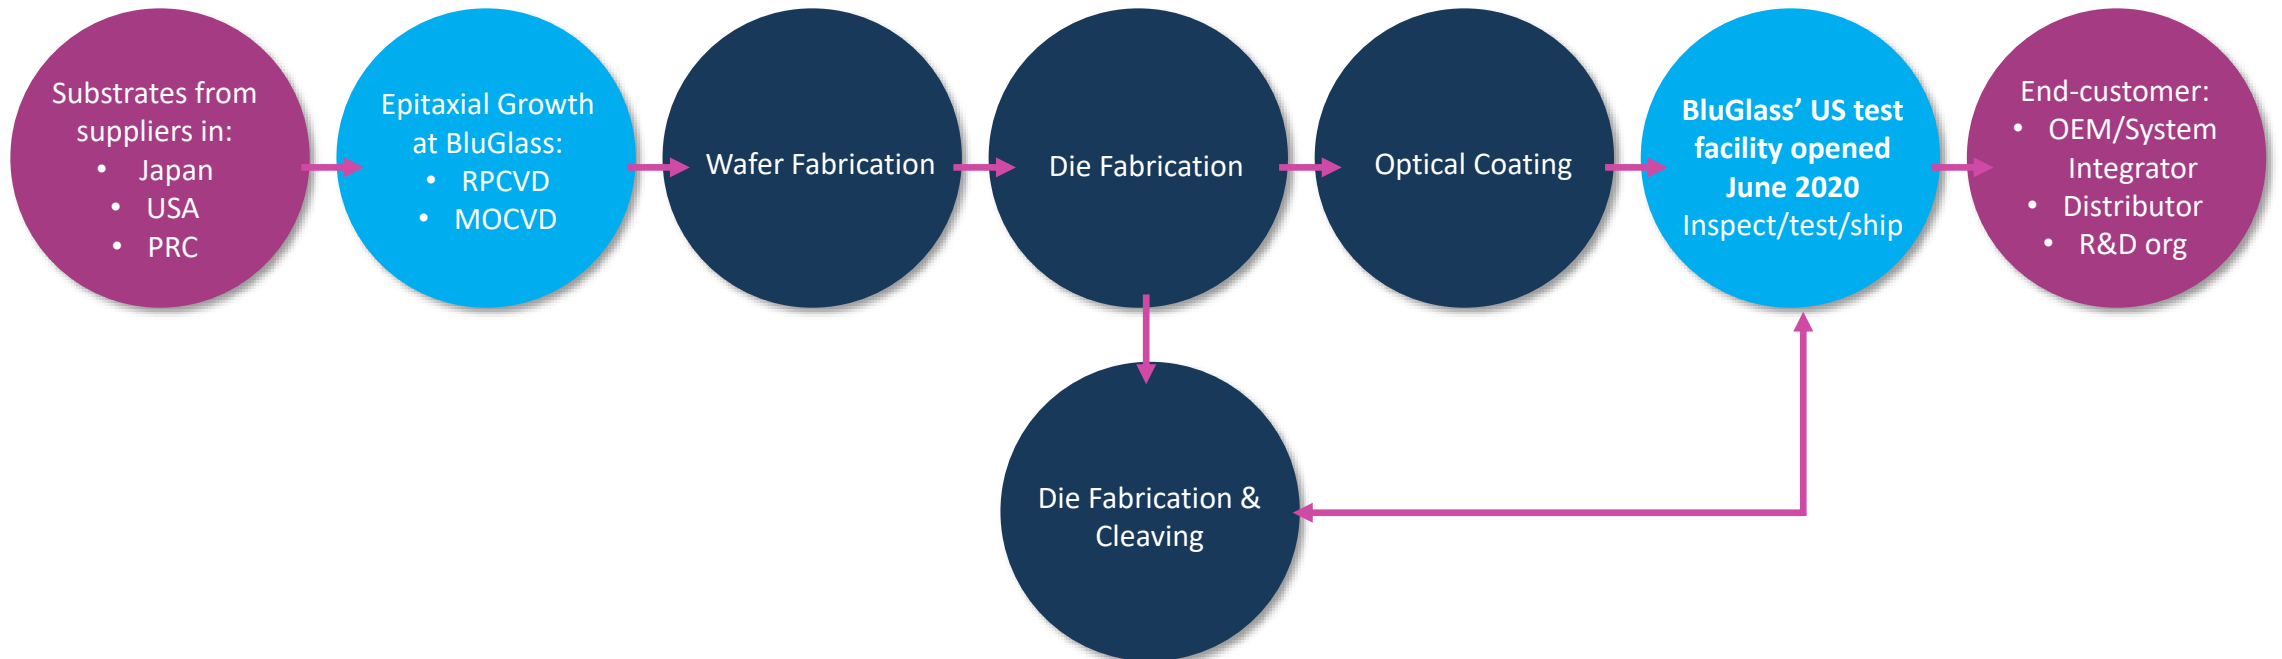 Substrates from
suppliers in:
• Japan
• USA
• PRC
Epitaxial Growth
at BluGlass:
• RPCVD
• MOCVD
Wafer Fabrication
Die Fabrication
Optical Coating
BluGlass’ US test
facility opened
June 2020
Inspect/test/ship
End-customer:
• OEM/System
Integrator
• Distributor
• R&D org
Die Fabrication &
Cleaving